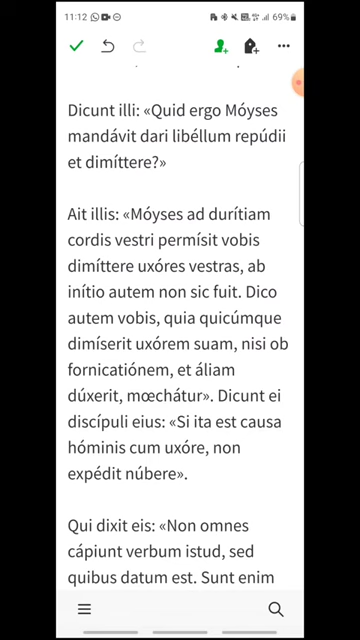 11:12
69%
Dicunt illi: «Quid ergo Móyses
mandávit dari libéllum repúdii
et dimíttere?»
Ait illis: «Móyses ad durítiam
cordis vestri permísit vobis
dimíttere uxóres vestras, ab
inítio autem non sic fuit. Dico
autem vobis, quia quicúmque
dimíserit uxórem suam, nisi ob
fornicatiónem, et áliam
dúxerit, mœchátur». Dicunt ei
discípuli eius: «Si ita est causa
hóminis cum uxóre, non
expédit núbere».
Qui dixit eis: «Non omnes
cápiunt verbum istud, sed
quibus datum est. Sunt enim